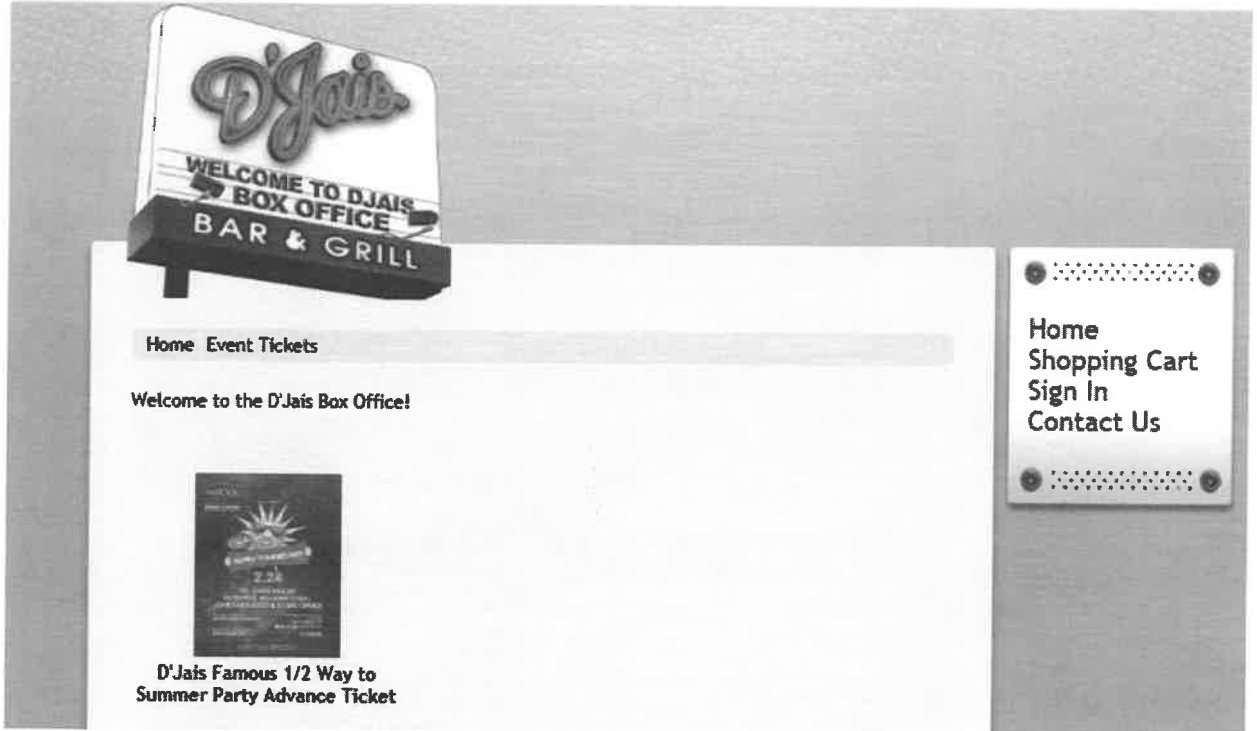 D'Jais
WELCOME TO DJAIS
BOX OFFICE
BAR & GRILL
Home Event Tickets
Welcome to the D'Jais Box Office!
2.24
D'Jais Famous 1/2 Way to
Summer Party Advance Ticket
Home
Shopping Cart
Sign In
Contact Us